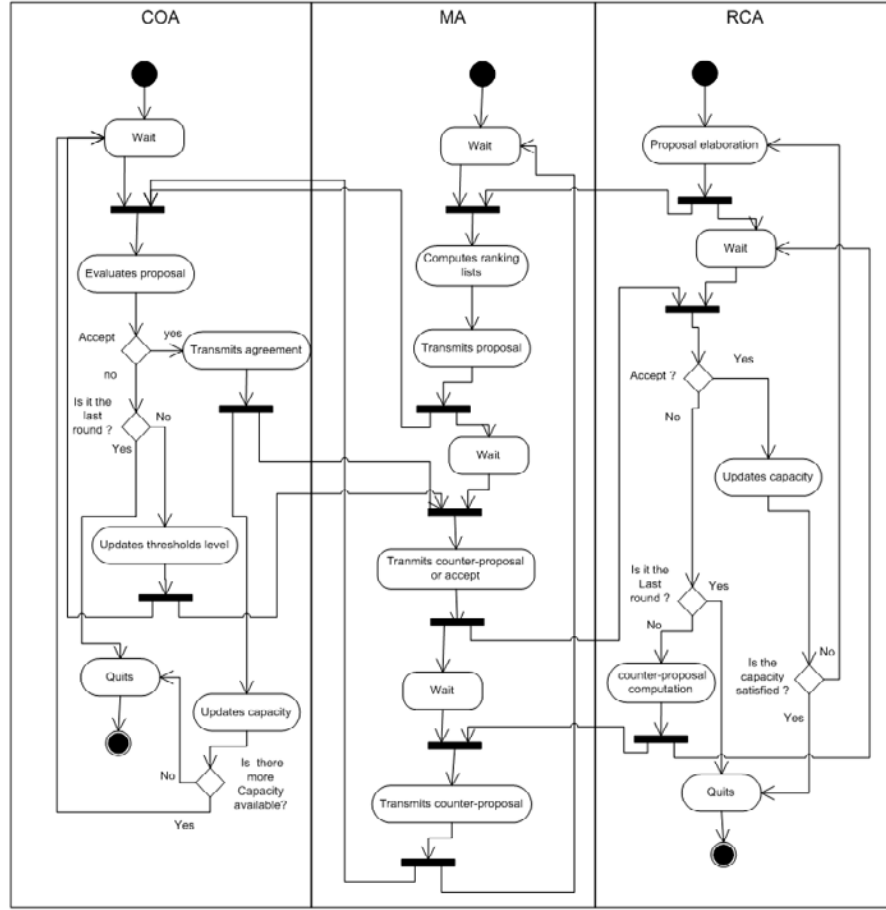 COA
Wait
Evaluates proposal
Accept
yes
no
Transmits agreement
Is it the
last
round ?
No
Yes
Updates thresholds level
Quits
Updates capacity
No
Is there
more
Capacity
available?
Yes
MA
Wait
Computes ranking
lists
Transmits proposal
Wait
Tranmits counter-proposal
or accept
Wait
Transmits counter-proposal
RCA
Proposal elaboration
Wait
Accept ?
Yes
No
Updates capacity
Is it the
Last
round ?
Yes
No
counter-proposal
computation
Is the
capacity
satisfied ?
No
Yes
Quits